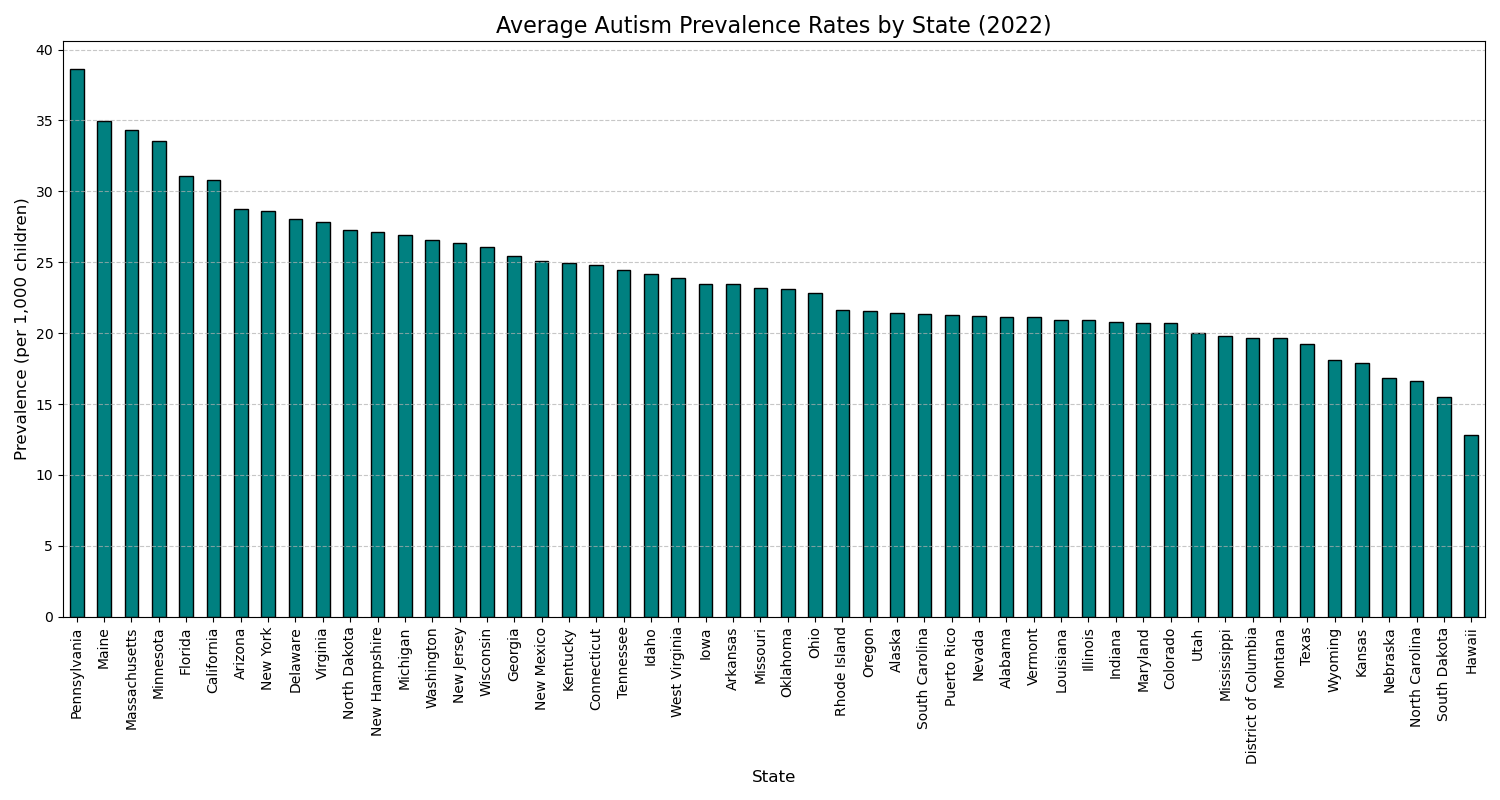 Average Autism Prevalence Rates by State (2022)
Prevalence (per 1,000 children)
40
35
30
25
20
15
10
5
0
Pennsylvania
Maine
Massachusetts
Minnesota
Florida
California
Arizona
New York
Delaware
Virginia
North Dakota
New Hampshire
Michigan
Washington
New Jersey
Wisconsin
Georgia
New Mexico
Kentucky
Connecticut
Tennessee
Idaho
West Virginia
Iowa
Arkansas
Missouri
Oklahoma
Ohio
Rhode Island
Oregon
Alaska
South Carolina
Puerto Rico
Nevada
Alabama
Vermont
Louisiana
Illinois
Indiana
Maryland
Colorado
Utah
Mississippi
District of Columbia
Montana
Texas
Wyoming
Kansas
Nebraska
North Carolina
South Dakota
Hawaii
State